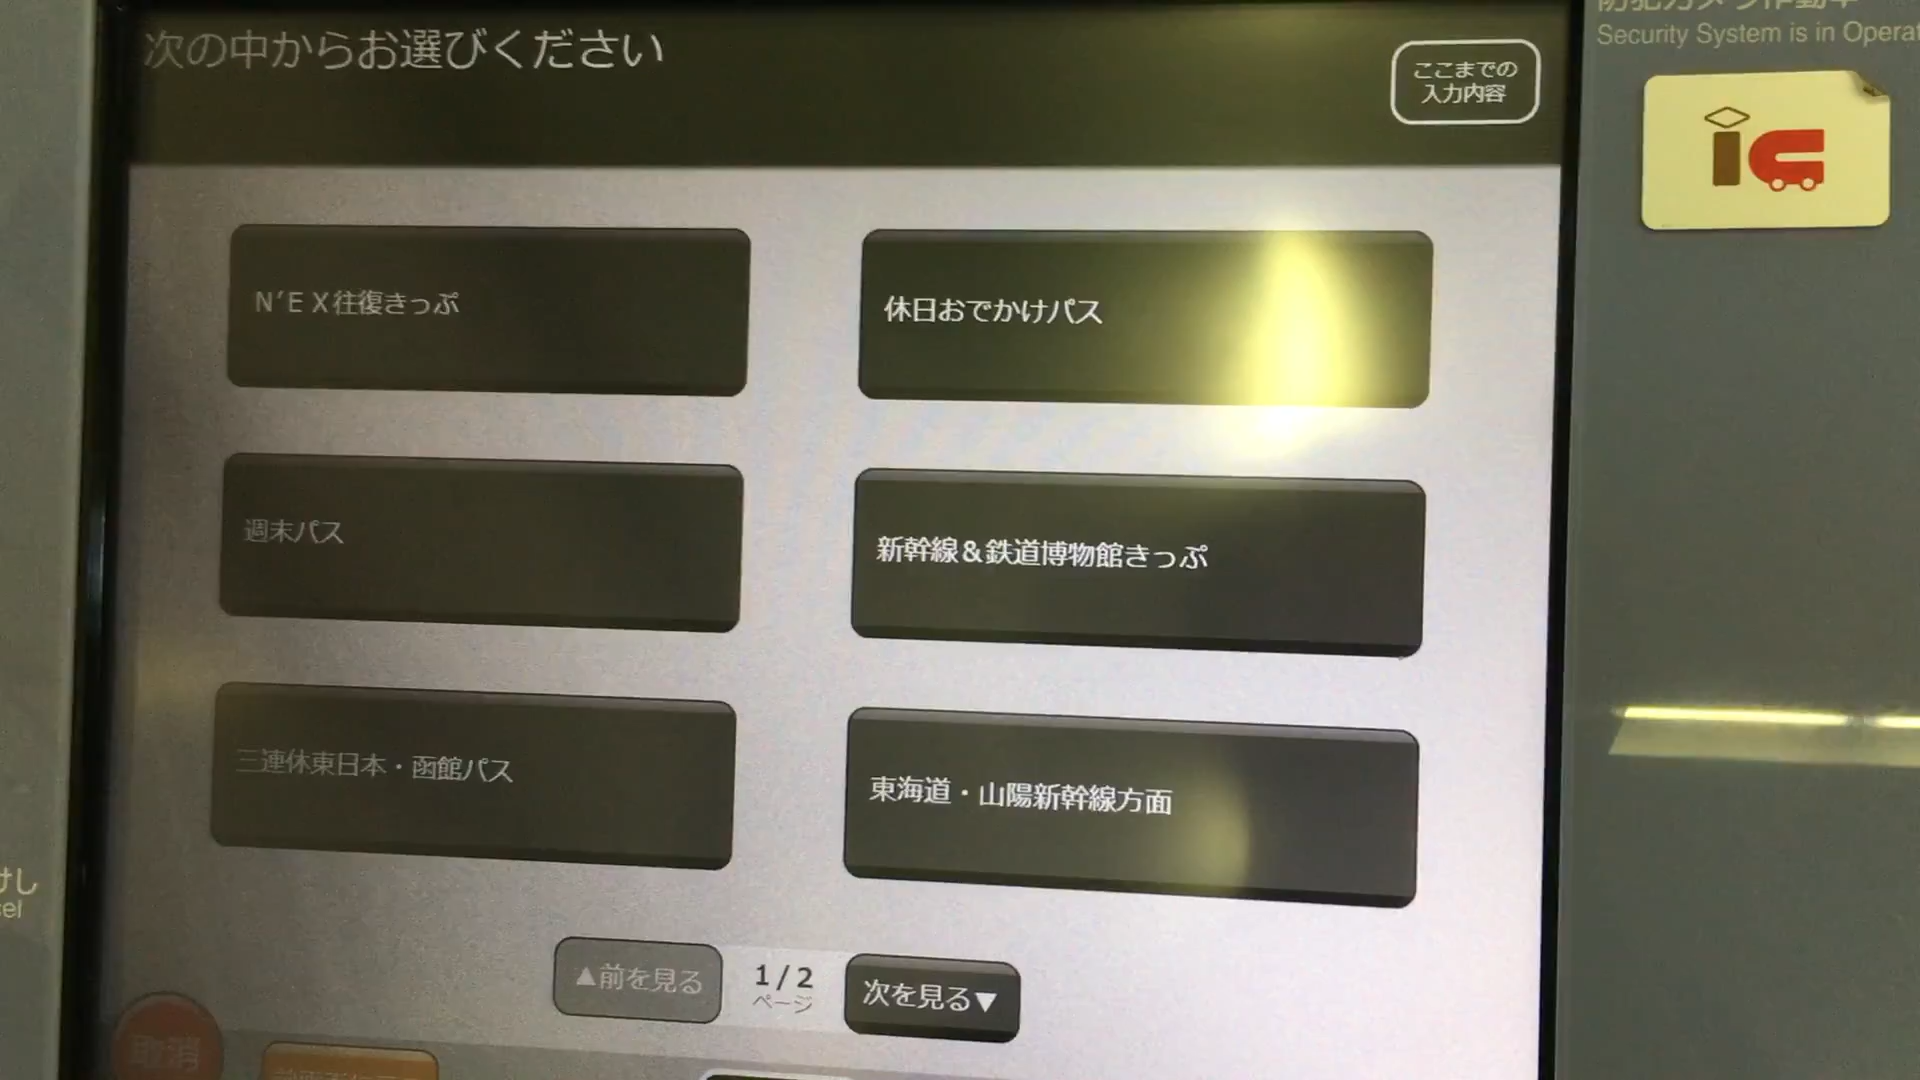 次の中からお選びください
ここまでの
入力内容
Security System is in Operat
N'EX往復きっぷ
休日おでかけパス
週末パス
新幹線&鉄道博物館きっぷ
三連休東日本・函館パス
東海道・山陽新幹線方面
けし
cel
▲前を見る
1/2
ページ
次を見る▼
取消